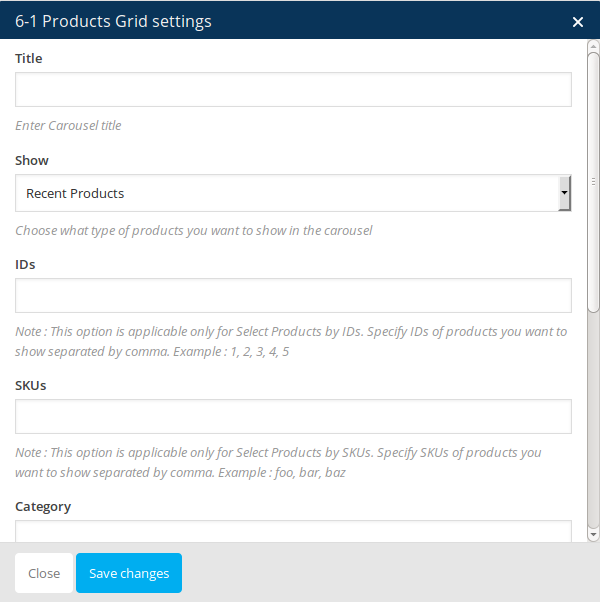 6-1 Products Grid settings
Title
Enter Carousel title
Show
Recent Products
Choose what type of products you want to show in the carousel
IDs
Note : This option is applicable only for Select Products by IDs. Specify IDs of products you want to
show separated by comma. Example : 1, 2, 3, 4, 5
SKUs
Note : This option is applicable only for Select Products by SKUs. Specify SKUs of products you
want to show separated by comma. Example : foo, bar, baz
Category
Close Save changes